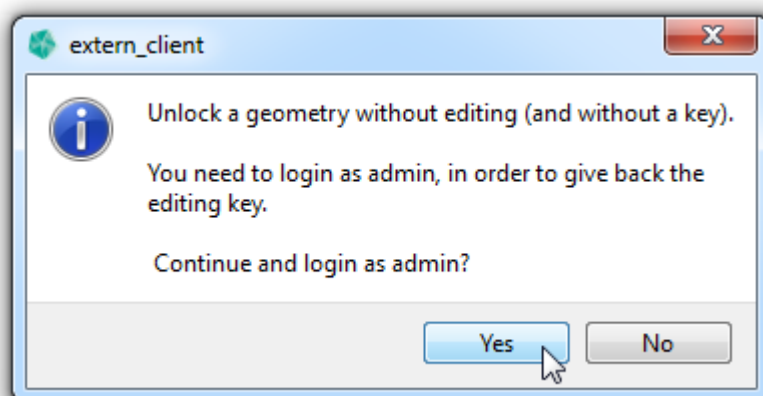 extern_client
Unlock a geometry without editing (and without a key).
You need to login as admin, in order to give back the
editing key.
Continue and login as admin?
Yes
No